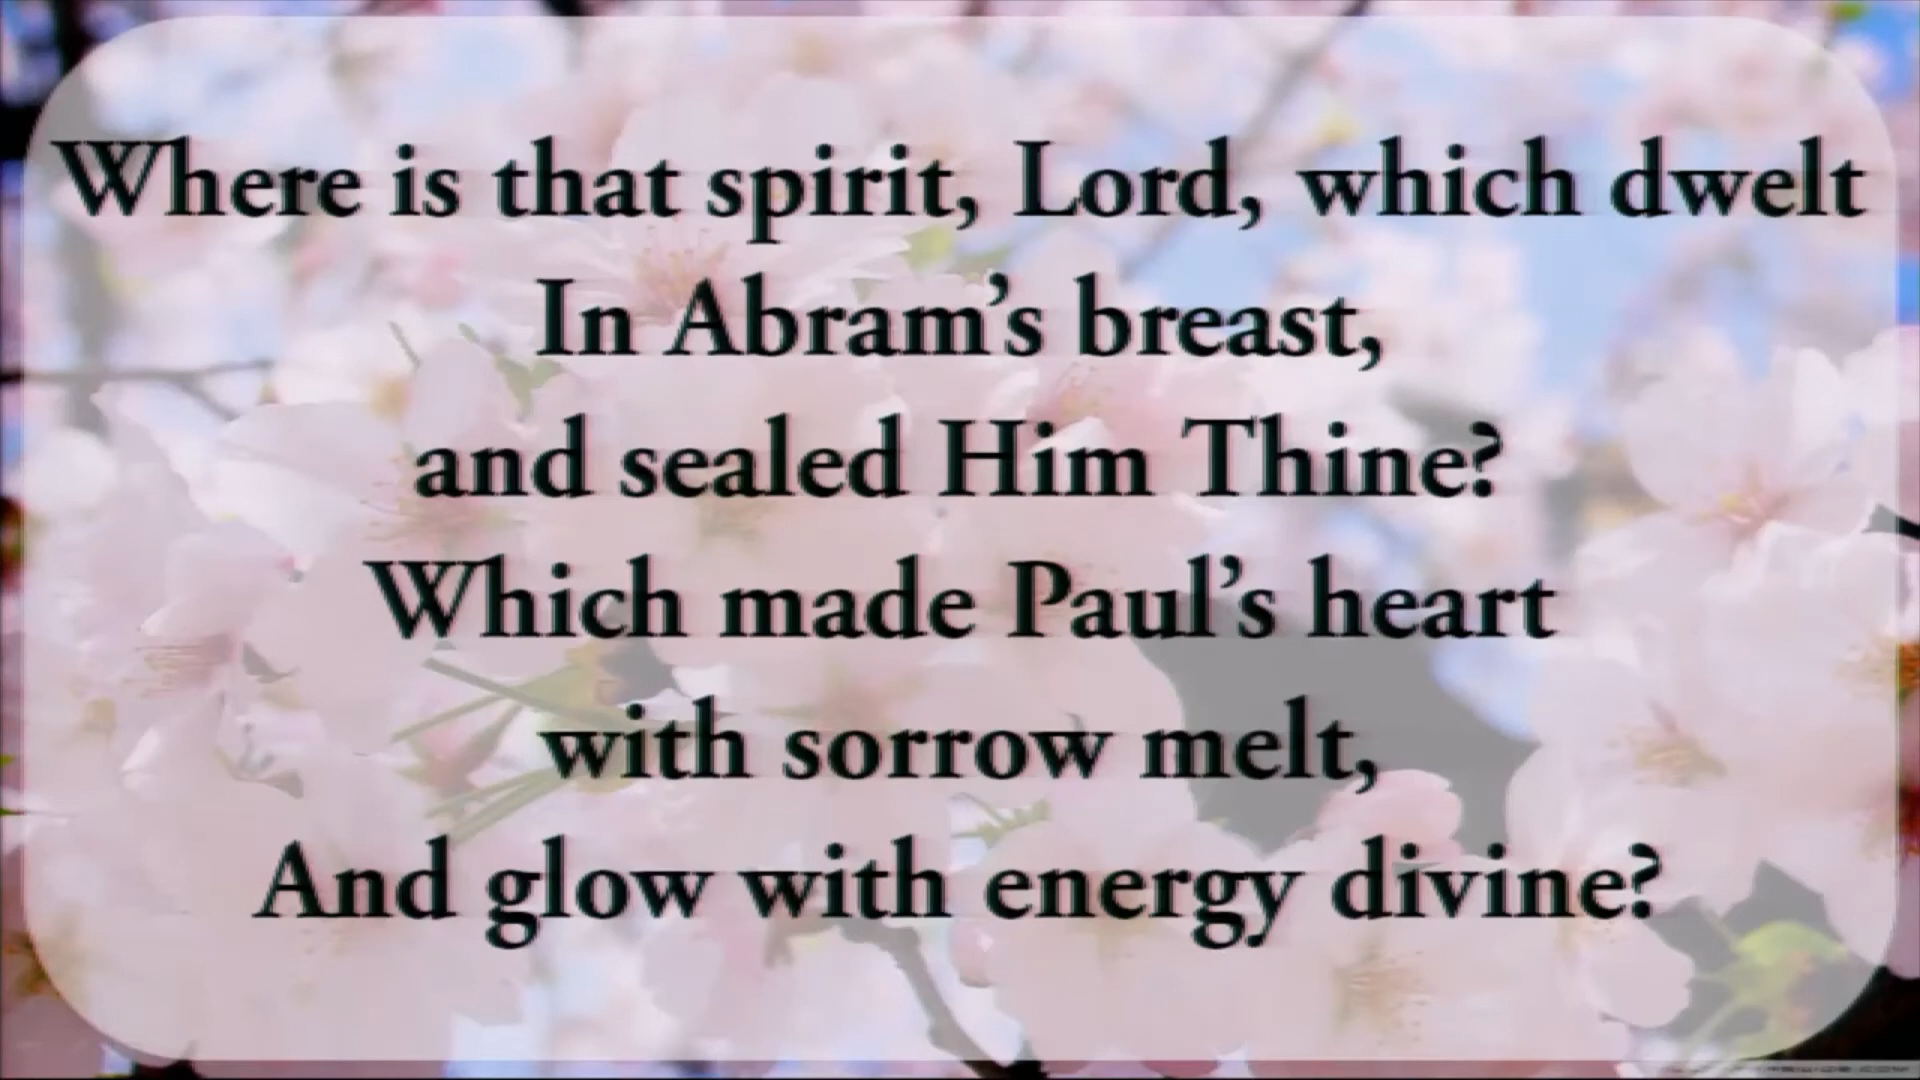 Where is that spirit, Lord, which dwelt
In Abram’s breast,
and sealed Him Thine?
Which made Paul’s heart
with sorrow melt,
And glow with energy divine?